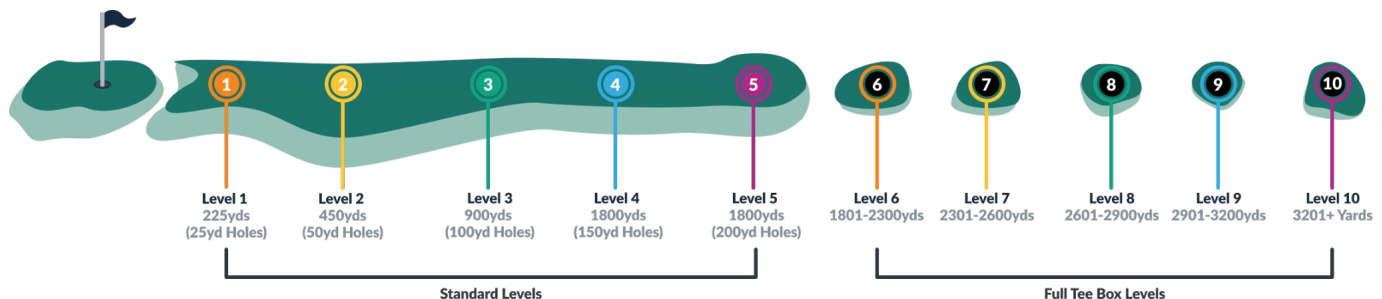 1
2
3
4
5
6
7
8
9
10
Level 1
225yds
(25yd Holes)
Level 2
450yds
(50yd Holes)
Level 3
900yds
(100yd Holes)
Level 4
1800yds
(150yd Holes)
Level 5
1800yds
(200yd Holes)
Level 6
1801-2300yds
Level 7
2301-2600yds
Level 8
2601-2900yds
Level 9
2901-3200yds
Level 10
3201+ Yards
Standard Levels
Full Tee Box Levels